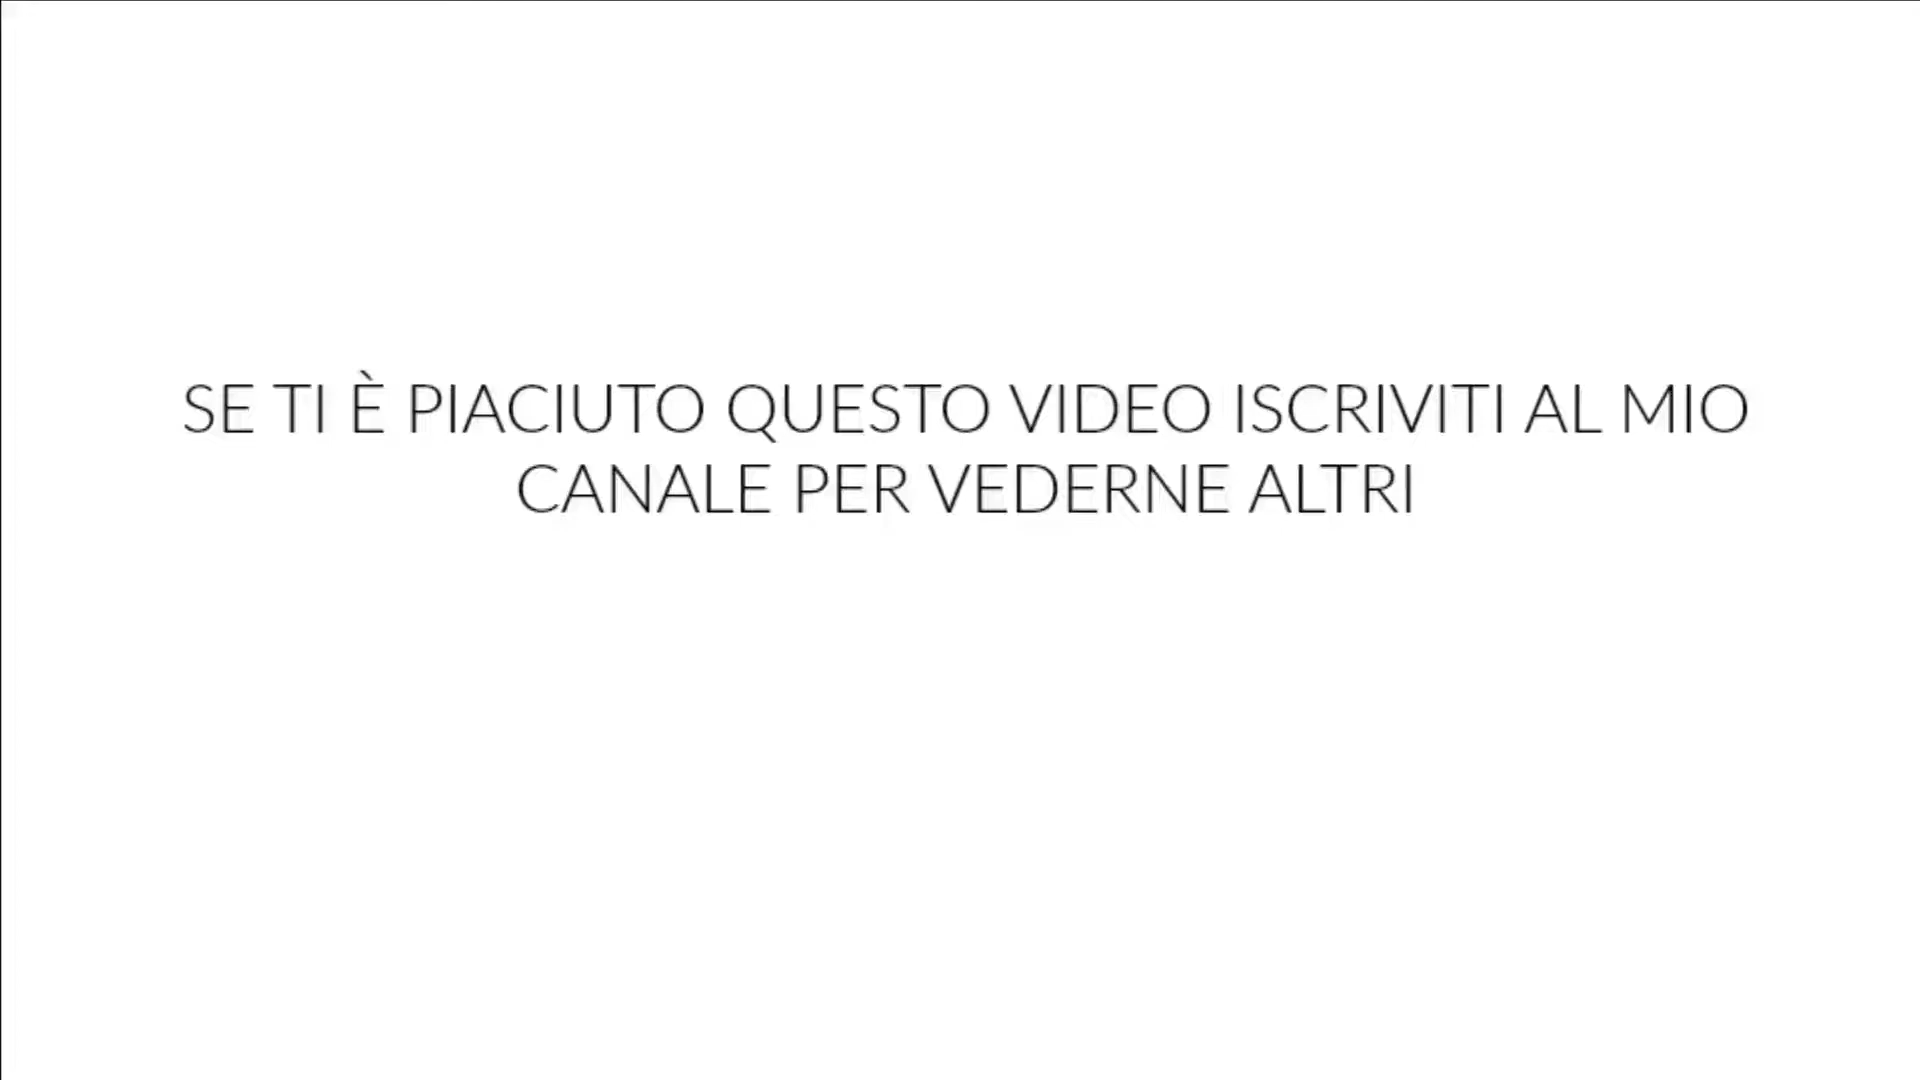 SE TI È PIACIUTO QUESTO VIDEO ISCRIVITI AL MIO
CANALE PER VEDERNE ALTRI